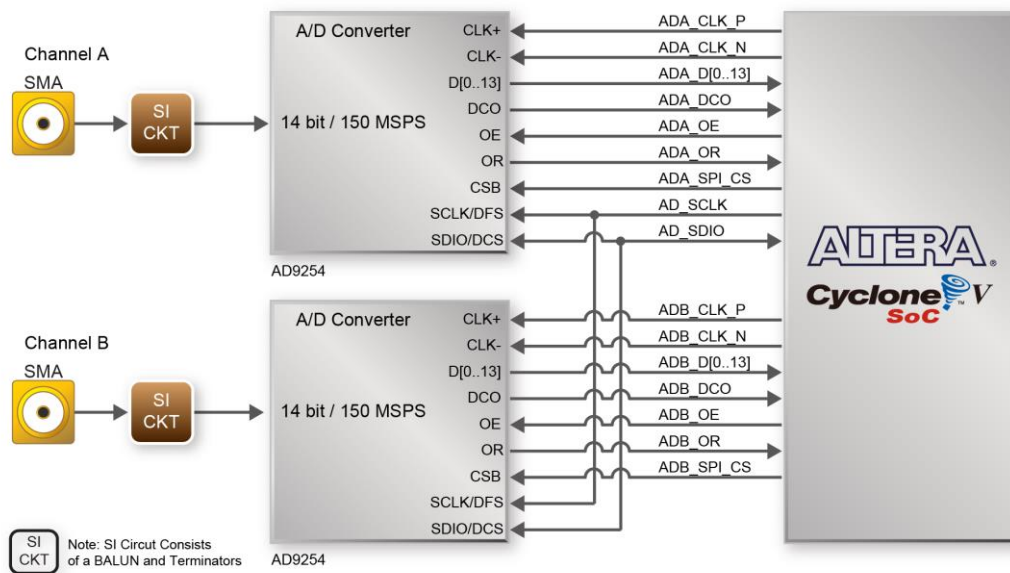 Channel A
SMA
SI
CKT
A/D Converter
14 bit / 150 MSPS
CLK+
CLK-
D[0..13]
DCO
OE
OR
CSB
SCLK/DFS
SDIO/DCS
AD9254
ADA_CLK_P
ADA_CLK_N
ADA_D[0..13]
ADA_DCO
ADA_OE
ADA_OR
ADA_SPI_CS
AD_SCLK
AD_SDIO
ALTERA®
Cyclone™ V
SoC
Channel B
SMA
SI
CKT
A/D Converter
14 bit / 150 MSPS
CLK+
CLK-
D[0..13]
DCO
OE
OR
CSB
SCLK/DFS
SDIO/DCS
AD9254
ADB_CLK_P
ADB_CLK_N
ADB_D[0..13]
ADB_DCO
ADB_OE
ADB_OR
ADB_SPI_CS
SI
CKT
Note: SI Circut Consists
of a BALUN and Terminators